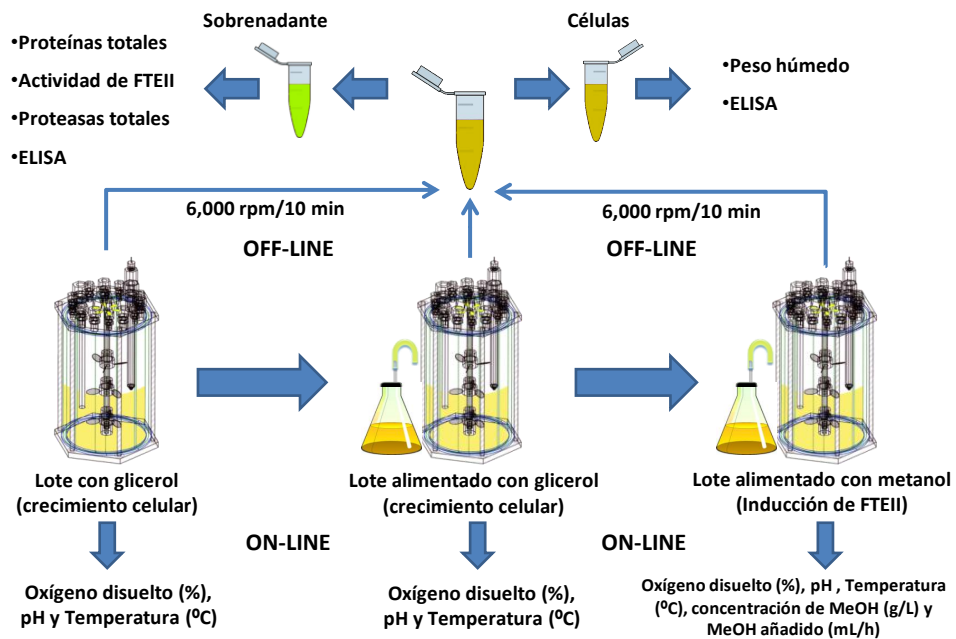 Sobrenadante
Células
•Proteínas totales
•Actividad de FTEII
•Proteasas totales
•ELISA
•Peso húmedo
•ELISA
6,000 rpm/10 min
6,000 rpm/10 min
OFF-LINE
OFF-LINE
Lote con glicerol
(crecimiento celular)
Lote alimentado con glicerol
(crecimiento celular)
Lote alimentado con metanol
(Inducción de FTEII)
ON-LINE
ON-LINE
Oxígeno disuelto (%),
pH y Temperatura (⁰C)
Oxígeno disuelto (%),
pH y Temperatura (⁰C)
Oxígeno disuelto (%), pH , Temperatura
(⁰C), concentración de MeOH (g/L) y
MeOH añadido (mL/h)